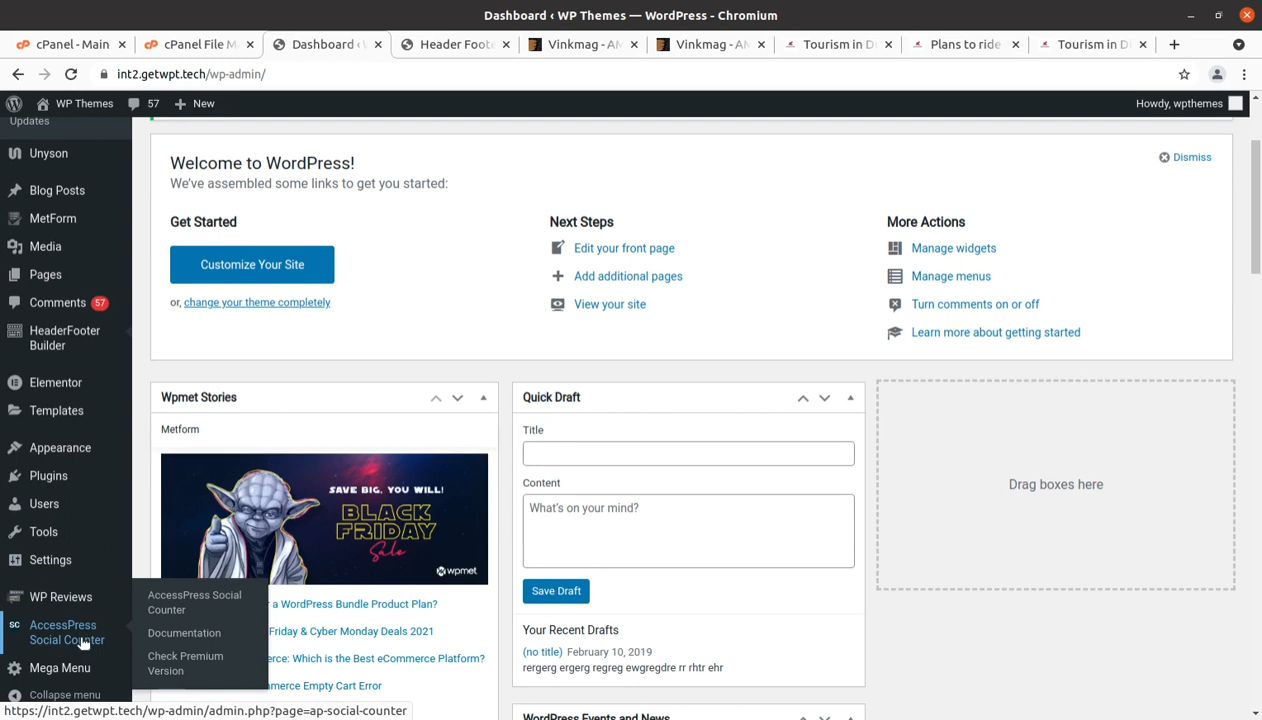 Dashboard ‹ WP Themes — WordPress - Chromium
cPanel - Main
cPanel File M
Dashboard ‹
Header Foot
Vinkmag - AM
Vinkmag - AM
Tourism in D
Plans to ride
Tourism in D
int2.getwpt.tech/wp-admin/
WP Themes
57
New
Howdy, wpthemes
Updates
Unyson
Blog Posts
MetForm
Media
Pages
Comments 57
HeaderFooter
Builder
Elementor
Templates
Appearance
Plugins
Users
Tools
Settings
WP Reviews
SC AccessPress
Social Counter
Mega Menu
Collapse menu
AccessPress Social
Counter
Documentation
Check Premium
Version
Welcome to WordPress!
Dismiss
We've assembled some links to get you started:
Get Started
Customize Your Site
or, change your theme completely
Next Steps
Edit your front page
Add additional pages
View your site
More Actions
Manage widgets
Manage menus
Turn comments on or off
Learn more about getting started
Wpmet Stories
Metform
SAVE BIG, YOU WILL!
BLACK
FRIDAY
Sale
wpmet
a WordPress Bundle Product Plan?
Friday & Cyber Monday Deals 2021
erce: Which is the Best eCommerce Platform?
merce Empty Cart Error
Quick Draft
Title
Content
What's on your mind?
Save Draft
Your Recent Drafts
(no title) February 10, 2019
rergerg ergerg regreg ewgregdre rr rhtr ehr
WordPress Events and News
Drag boxes here
https://int2.getwpt.tech/wp-admin/admin.php?page=ap-social-counter